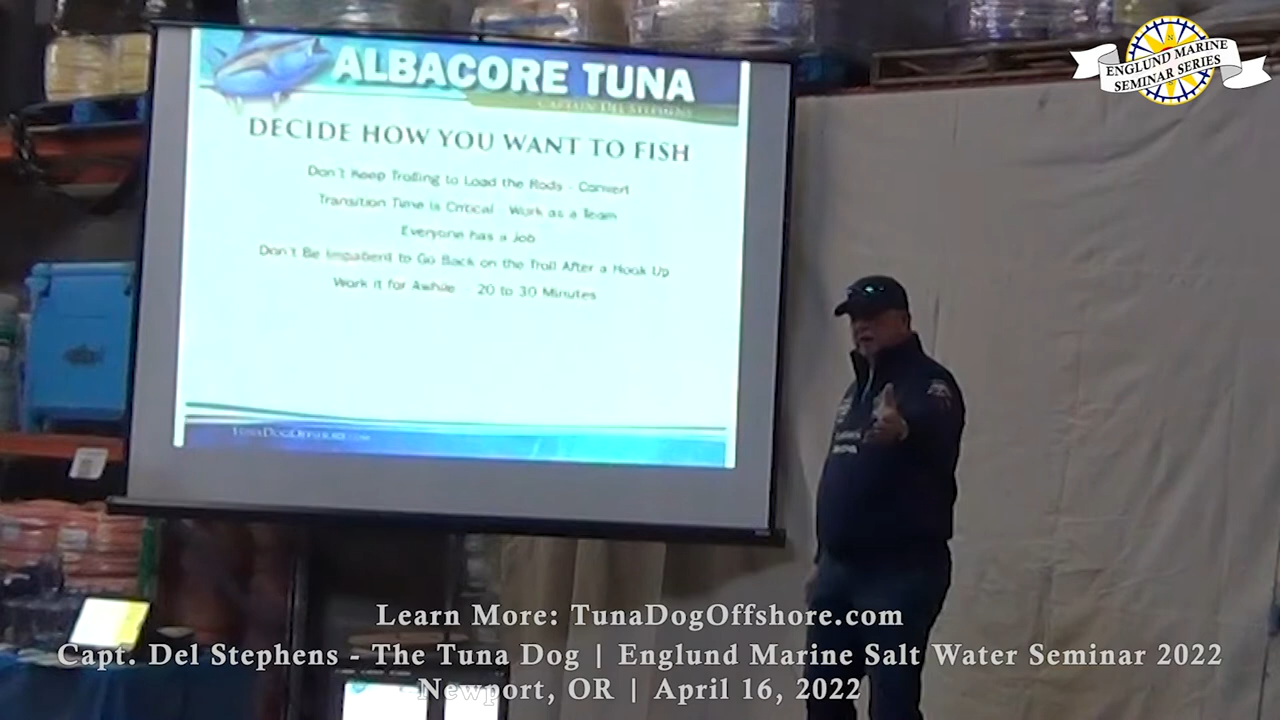 ENGLUND MARINE
SEMINAR SERIES
ALBACORE TUNA
CAPTAIN DEL STEPHENS
DECIDE HOW YOU WANT TO FISH
Don't Keep Trolling to Load the Rods - Convert
Transition Time is Critical - Work as a Team
Everyone has a Job
Don't Be Impatient to Go Back on the Troll After a Hook Up
Work it for Awhile - 20 to 30 Minutes
TUNADOGOFFSHORE.COM
Learn More: TunaDogOffshore.com
Capt. Del Stephens - The Tuna Dog | Englund Marine Salt Water Seminar 2022
Newport, OR | April 16, 2022